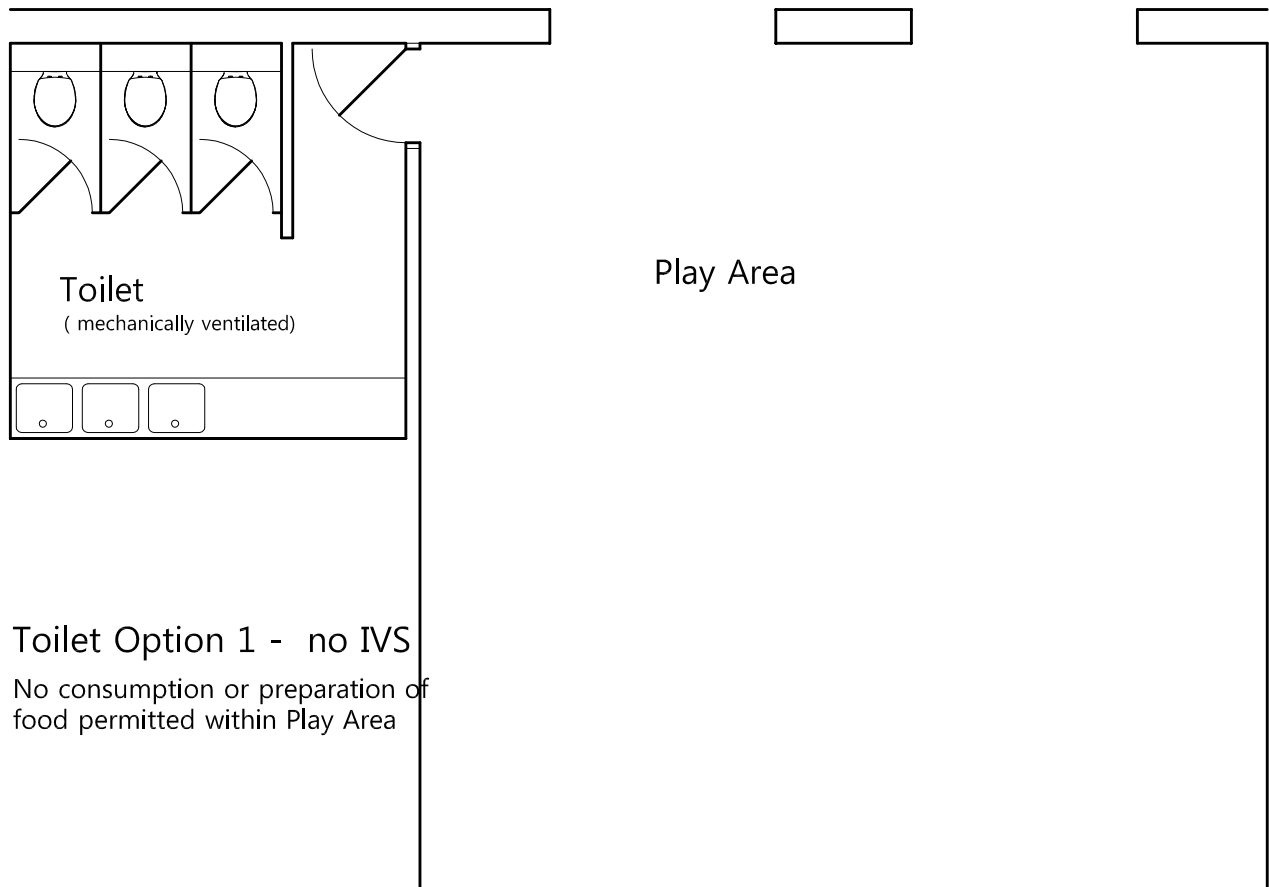 Toilet
( mechanically ventilated)
Play Area
Toilet Option 1 -  no IVS
No consumption or preparation of
food permitted within Play Area